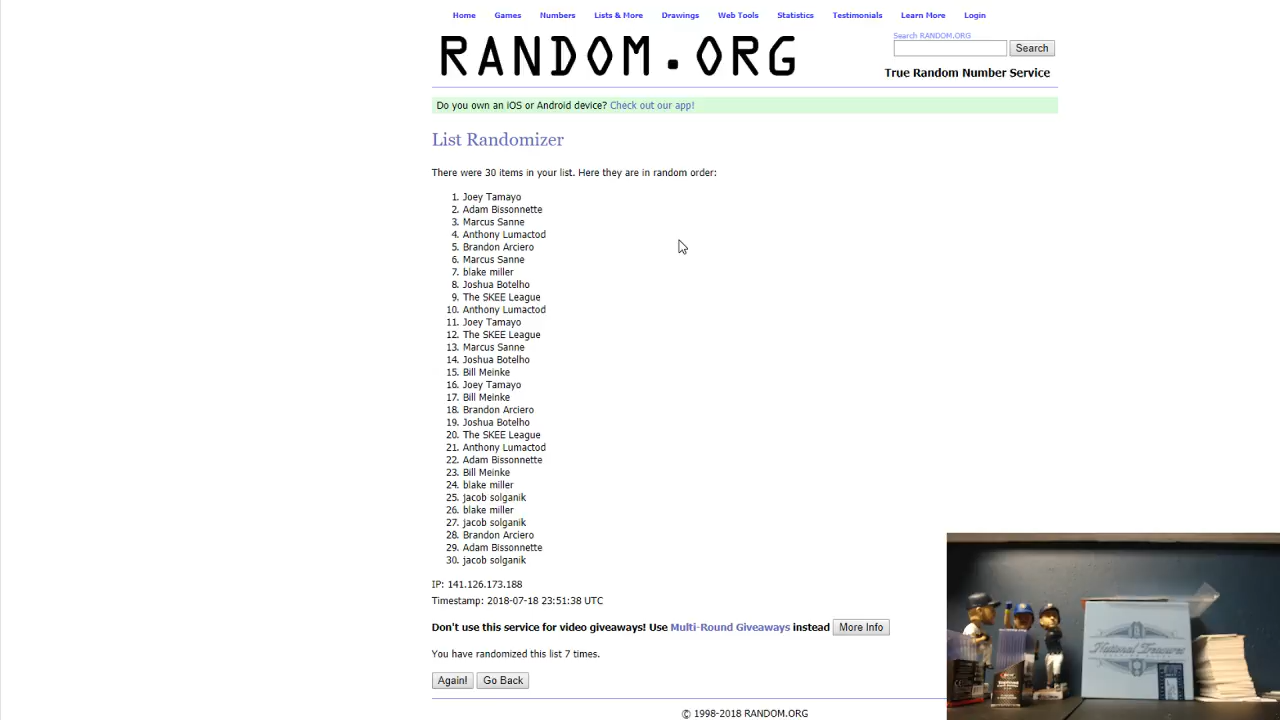 Home Games Numbers Lists & More Drawings Web Tools Statistics Testimonials Learn More Login
RANDOM.ORG
Search RANDOM.ORG
Search
True Random Number Service
Do you own an iOS or Android device? Check out our app!
List Randomizer
There were 30 items in your list. Here they are in random order:
1. Joey Tamayo
2. Adam Bissonnette
3. Marcus Sanne
4. Anthony Lumactod
5. Brandon Arciero
6. Marcus Sanne
7. blake miller
8. Joshua Botelho
9. The SKEE League
10. Anthony Lumactod
11. Joey Tamayo
12. The SKEE League
13. Marcus Sanne
14. Joshua Botelho
15. Bill Meinke
16. Joey Tamayo
17. Bill Meinke
18. Brandon Arciero
19. Joshua Botelho
20. The SKEE League
21. Anthony Lumactod
22. Adam Bissonnette
23. Bill Meinke
24. blake miller
25. jacob solganik
26. blake miller
27. jacob solganik
28. Brandon Arciero
29. Adam Bissonnette
30. jacob solganik
IP: 141.126.173.188
Timestamp: 2018-07-18 23:51:38 UTC
Don't use this service for video giveaways! Use Multi-Round Giveaways instead More Info
You have randomized this list 7 times.
Again! Go Back
© 1998-2018 RANDOM.ORG
National Treasures